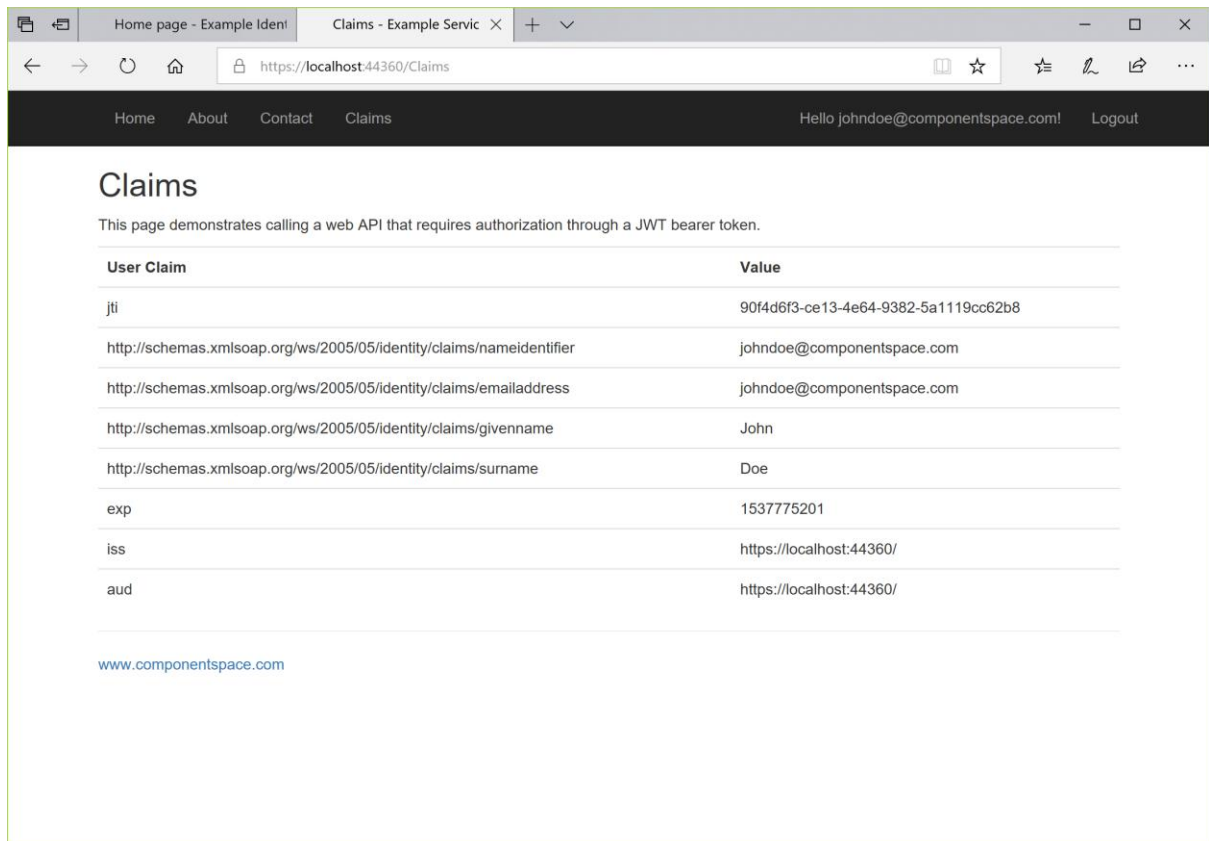 Home page - Example Ident
Claims - Example Servic
https://localhost:44360/Claims
Home About Contact Claims Hello johndoe@componentspace.com! Logout
Claims
This page demonstrates calling a web API that requires authorization through a JWT bearer token.
User Claim Value
jti 90f4d6f3-ce13-4e64-9382-5a1119cc62b8
http://schemas.xmlsoap.org/ws/2005/05/identity/claims/nameidentifier johndoe@componentspace.com
http://schemas.xmlsoap.org/ws/2005/05/identity/claims/emailaddress johndoe@componentspace.com
http://schemas.xmlsoap.org/ws/2005/05/identity/claims/givenname John
http://schemas.xmlsoap.org/ws/2005/05/identity/claims/surname Doe
exp 1537775201
iss https://localhost:44360/
aud https://localhost:44360/
www.componentspace.com